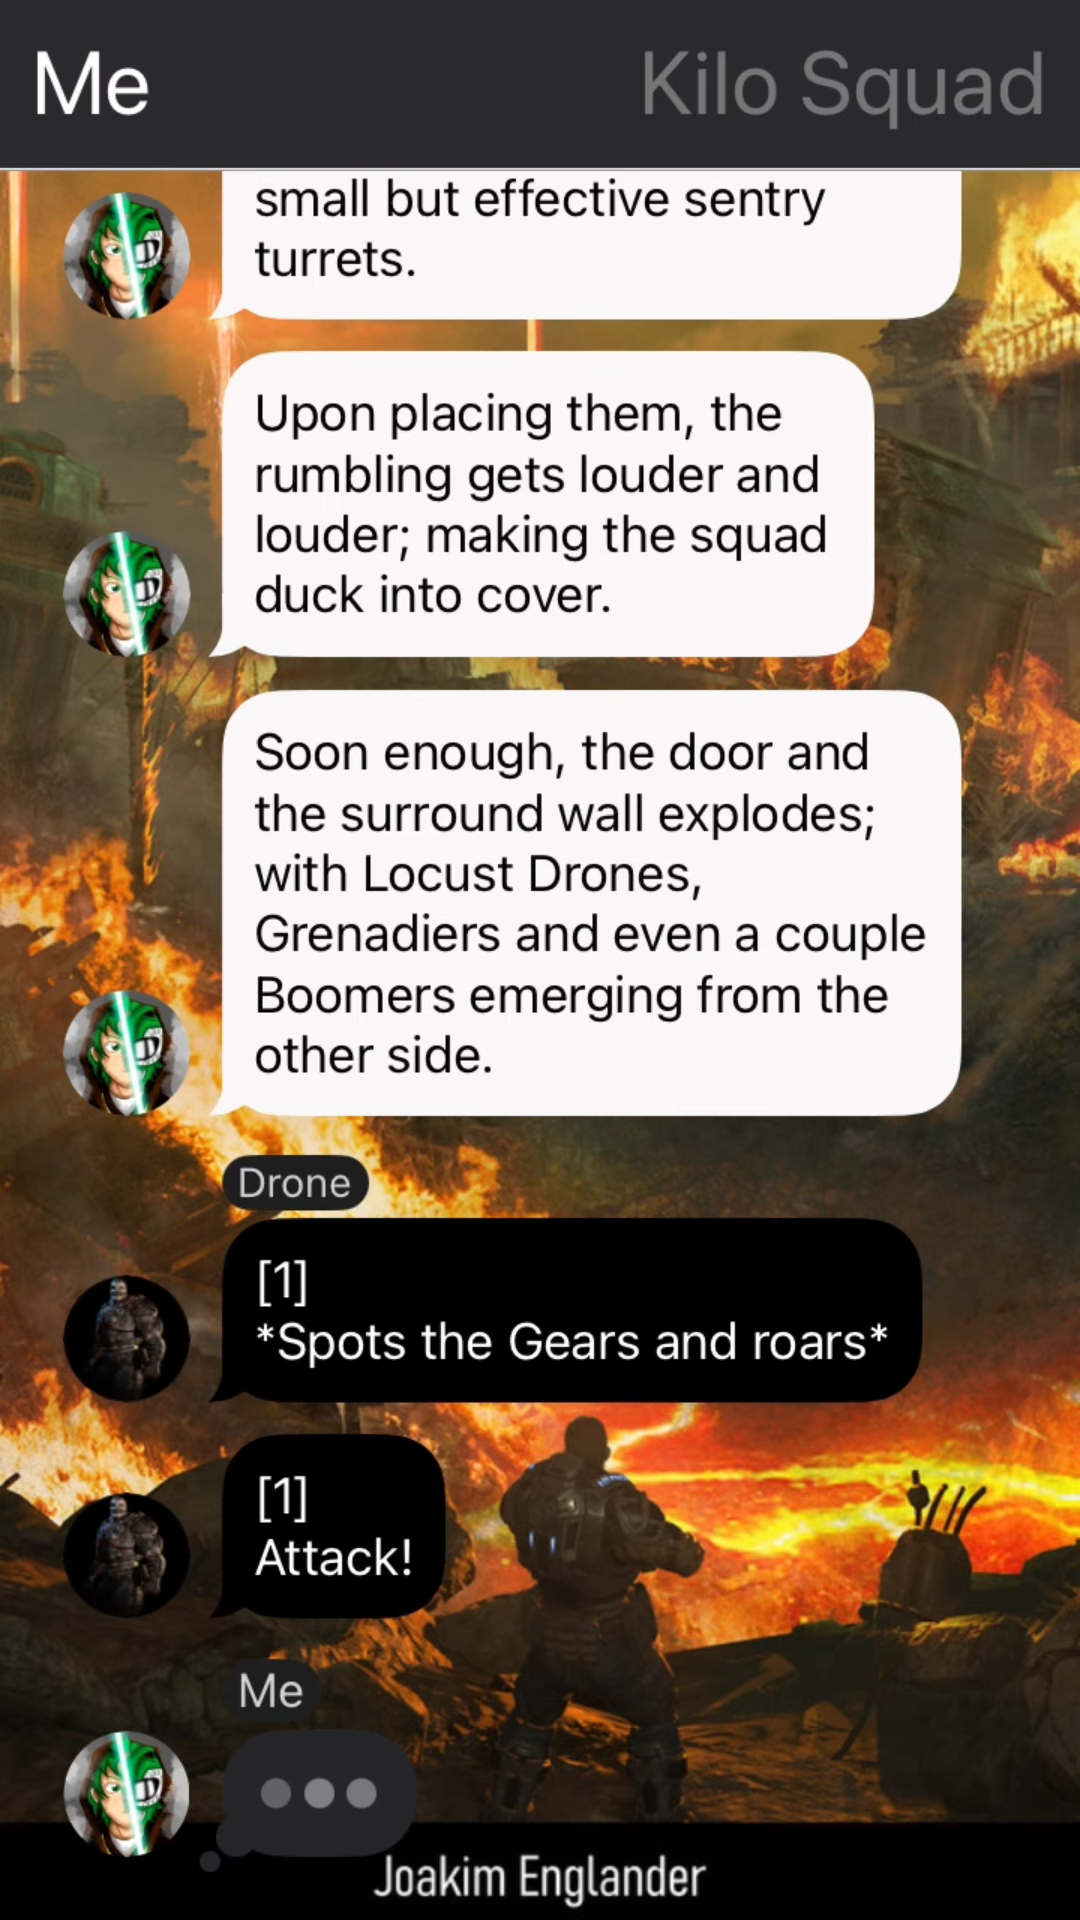 Me
Kilo Squad
small but effective sentry
turrets.
Upon placing them, the
rumbling gets louder and
louder; making the squad
duck into cover.
Soon enough, the door and
the surround wall explodes;
with Locust Drones,
Grenadiers and even a couple
Boomers emerging from the
other side.
Drone
[1]
*Spots the Gears and roars*
[1]
Attack!
Me
Joakim Englander